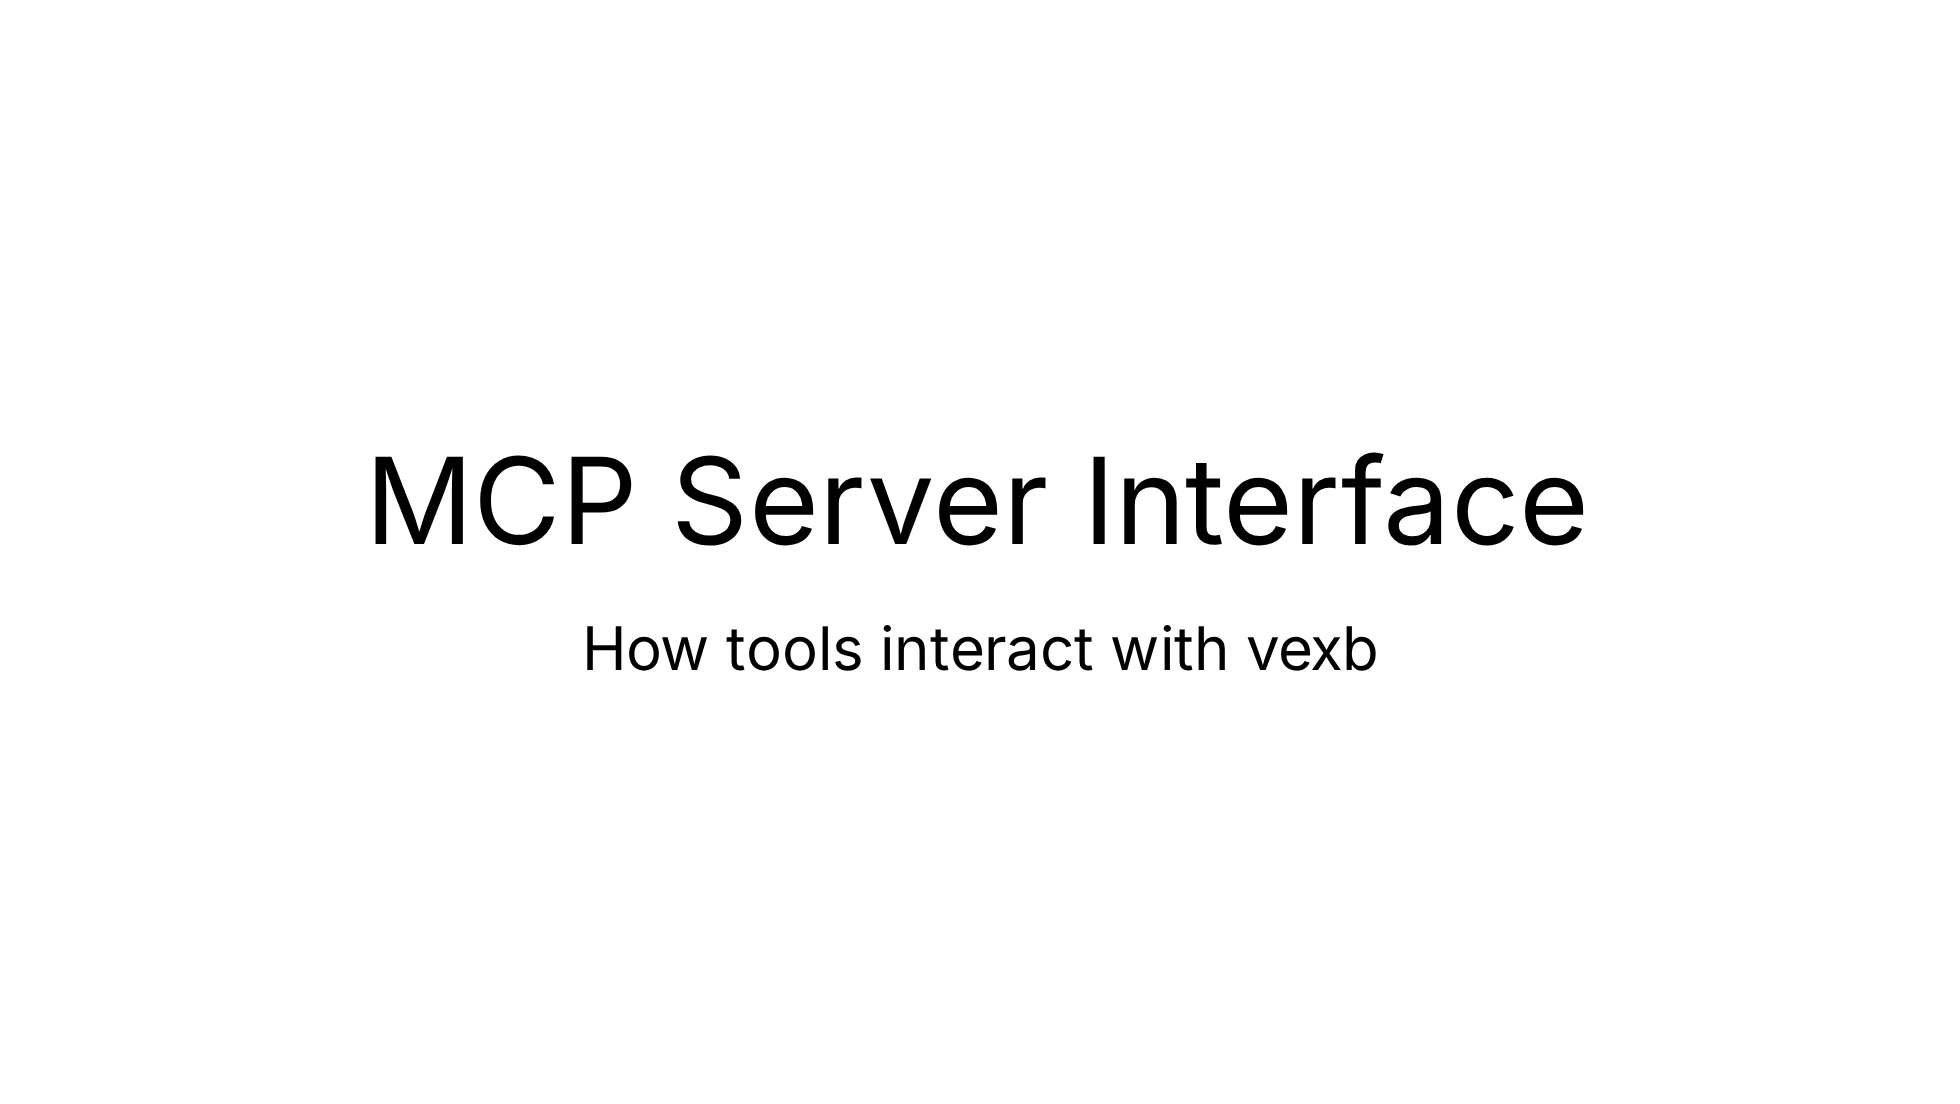 MCP Server Interface
How tools interact with vexb